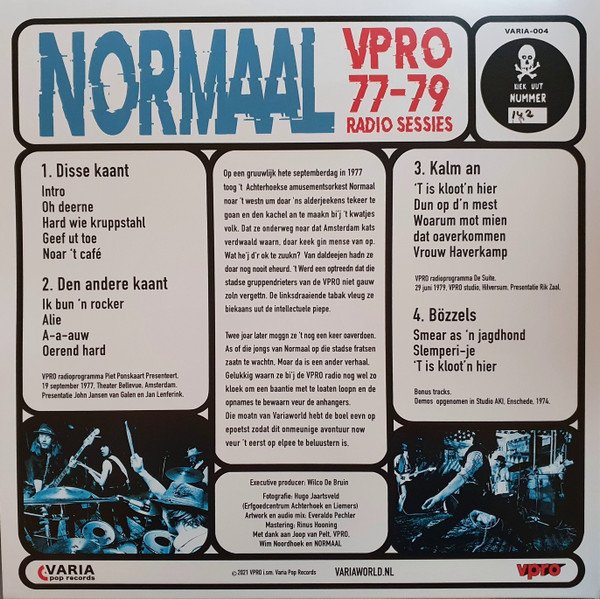 NORMAAL
VPRO
77-79
RADIO SESSIES
VARIA-004
KIEK UUT
NUMMER
142
1. Disse kaant
Intro
Oh deerne
Hard wie kruppstahl
Geef ut toe
Noar 't café
2. Den andere kaant
Ik bun 'n rocker
Alie
A-a-auw
Oerend hard
VPRO radioprogramma Piet Ponskaart Presenteert,
19 september 1977, Theater Bellevue, Amsterdam.
Presentatie John Jansen van Galen en Jan Lenferink.
Op een gruuwlijk hete septemberdag in 1977
toog 't Achterhoekse amusementsorkest Normaal
noar 't westn um doar 'ns alderjeekens tekeer te
goan en den kachel an te maakn bi'j 't kwatjes
volk. Dat ze onderweg noar dat Amsterdam kats
verdwaald waarn, doar keek gin mense van op.
Wat he'j d'r ok te zuukn? Van daldeejen hadn ze
doar nog nooit eheurd. 't Werd een optreedn dat die
stadse gruppendrieters van de VPRO niet gauw
zoln vergettn. De linksdraaiende tabak vleug ze
biekaans uut de intellectuele piepe.
Twee joar later moggn ze 't nog een keer oaverdoen.
As of die jongs van Normaal op die stadse fratsen
zaatn te wachtn. Moar da is een ander verhaal.
Gelukkig waarn ze bi'j de VPRO radio nog wel zo
kloek om een baantie met te loaten loopn en de
opnames te bewaarn veur de anhangers.
Die moatn van Variaworld hebt de boel eevn op
epoetst zodat dit onmeunige avontuur now
veur 't eerst op elpee te beluustern is.
3. Kalm an
'T is kloot'n hier
Dun op d'n mest
Woarum mot mien
dat oaverkommen
Vrouw Haverkamp
VPRO radioprogramma De Suite,
29 juni 1979, VPRO studio, Hilversum. Presentatie Rik Zaal.
4. Bözzels
Smear as 'n jagdhond
Slemperi-je
'T is kloot'n hier
Bonus tracks.
Demos opgenomen in Studio AKI, Enschede, 1974.
Executive producer: Wilco De Bruin
Fotografie: Hugo Jaartsveld
(Erfgoedcentrum Achterhoek en Liemers)
Artwork en audio mix: Everaldo Pechler
Mastering: Rinus Hooning
Met dank aan Joop van Pelt, VPRO,
Wim Noordhoek en NORMAAL
VARIA
pop records
©2021 VPRO i.s.m. Varia Pop Records
VARIAWORLD.NL
vpro